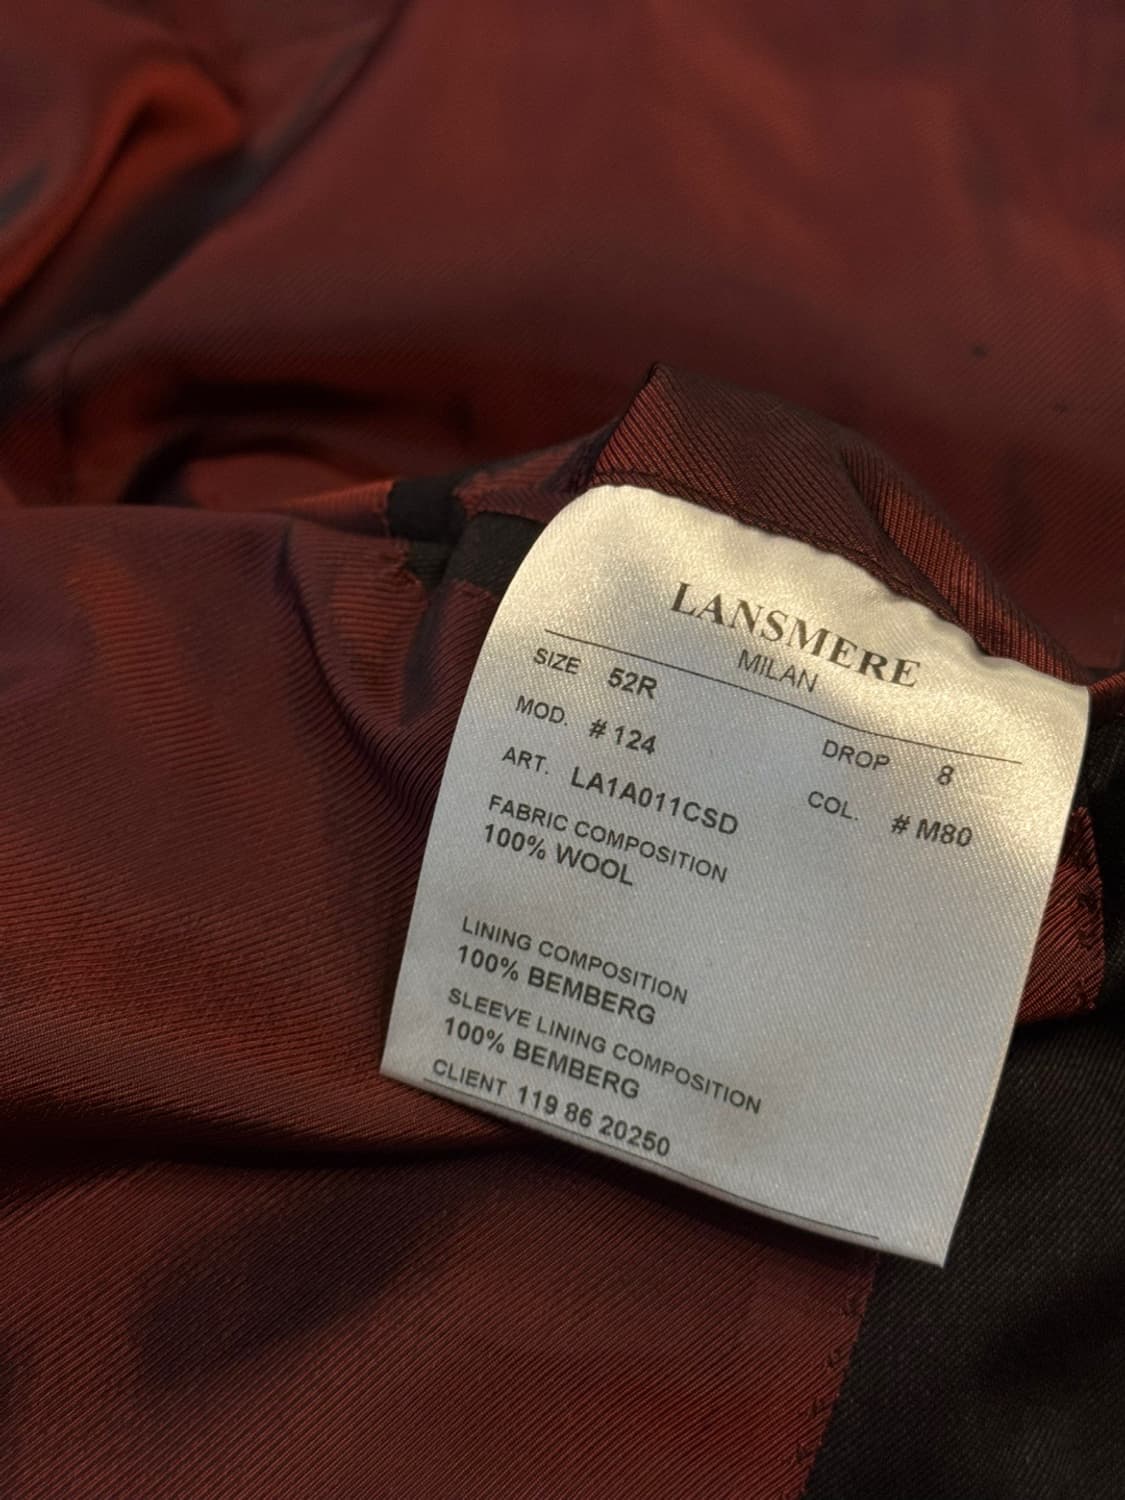 LANSMERE
MILAN
SIZE 52R
DROP 8
MOD. # 124
COL. # M80
ART. LA1A011CSD
FABRIC COMPOSITION
100% WOOL
LINING COMPOSITION
100% BEMBERG
SLEEVE LINING COMPOSITION
100% BEMBERG
CLIENT 119 86 20250